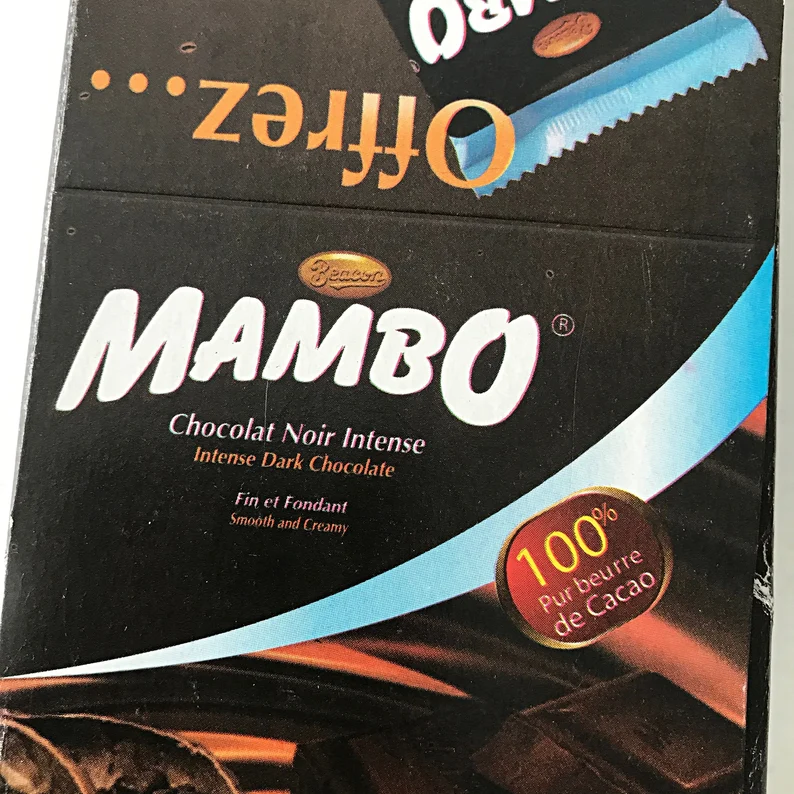 MBO
Offrez...
Beacon
MAMBO®
Chocolat Noir Intense
Intense Dark Chocolate
Fin et Fondant
Smooth and Creamy
100%
Pur beurre
de Cacao